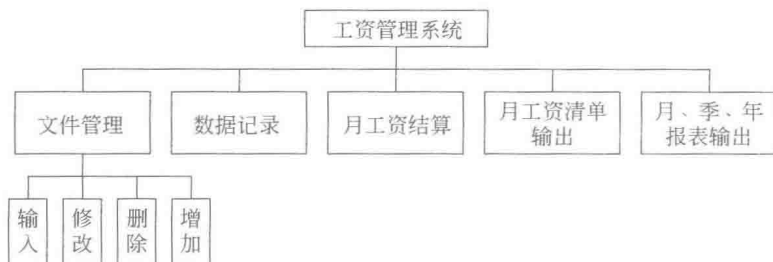 工资管理系统
文件管理
数据记录
月工资结算
月工资清单
输出
月、季、年
报表输出
输入
修改
删除
增加